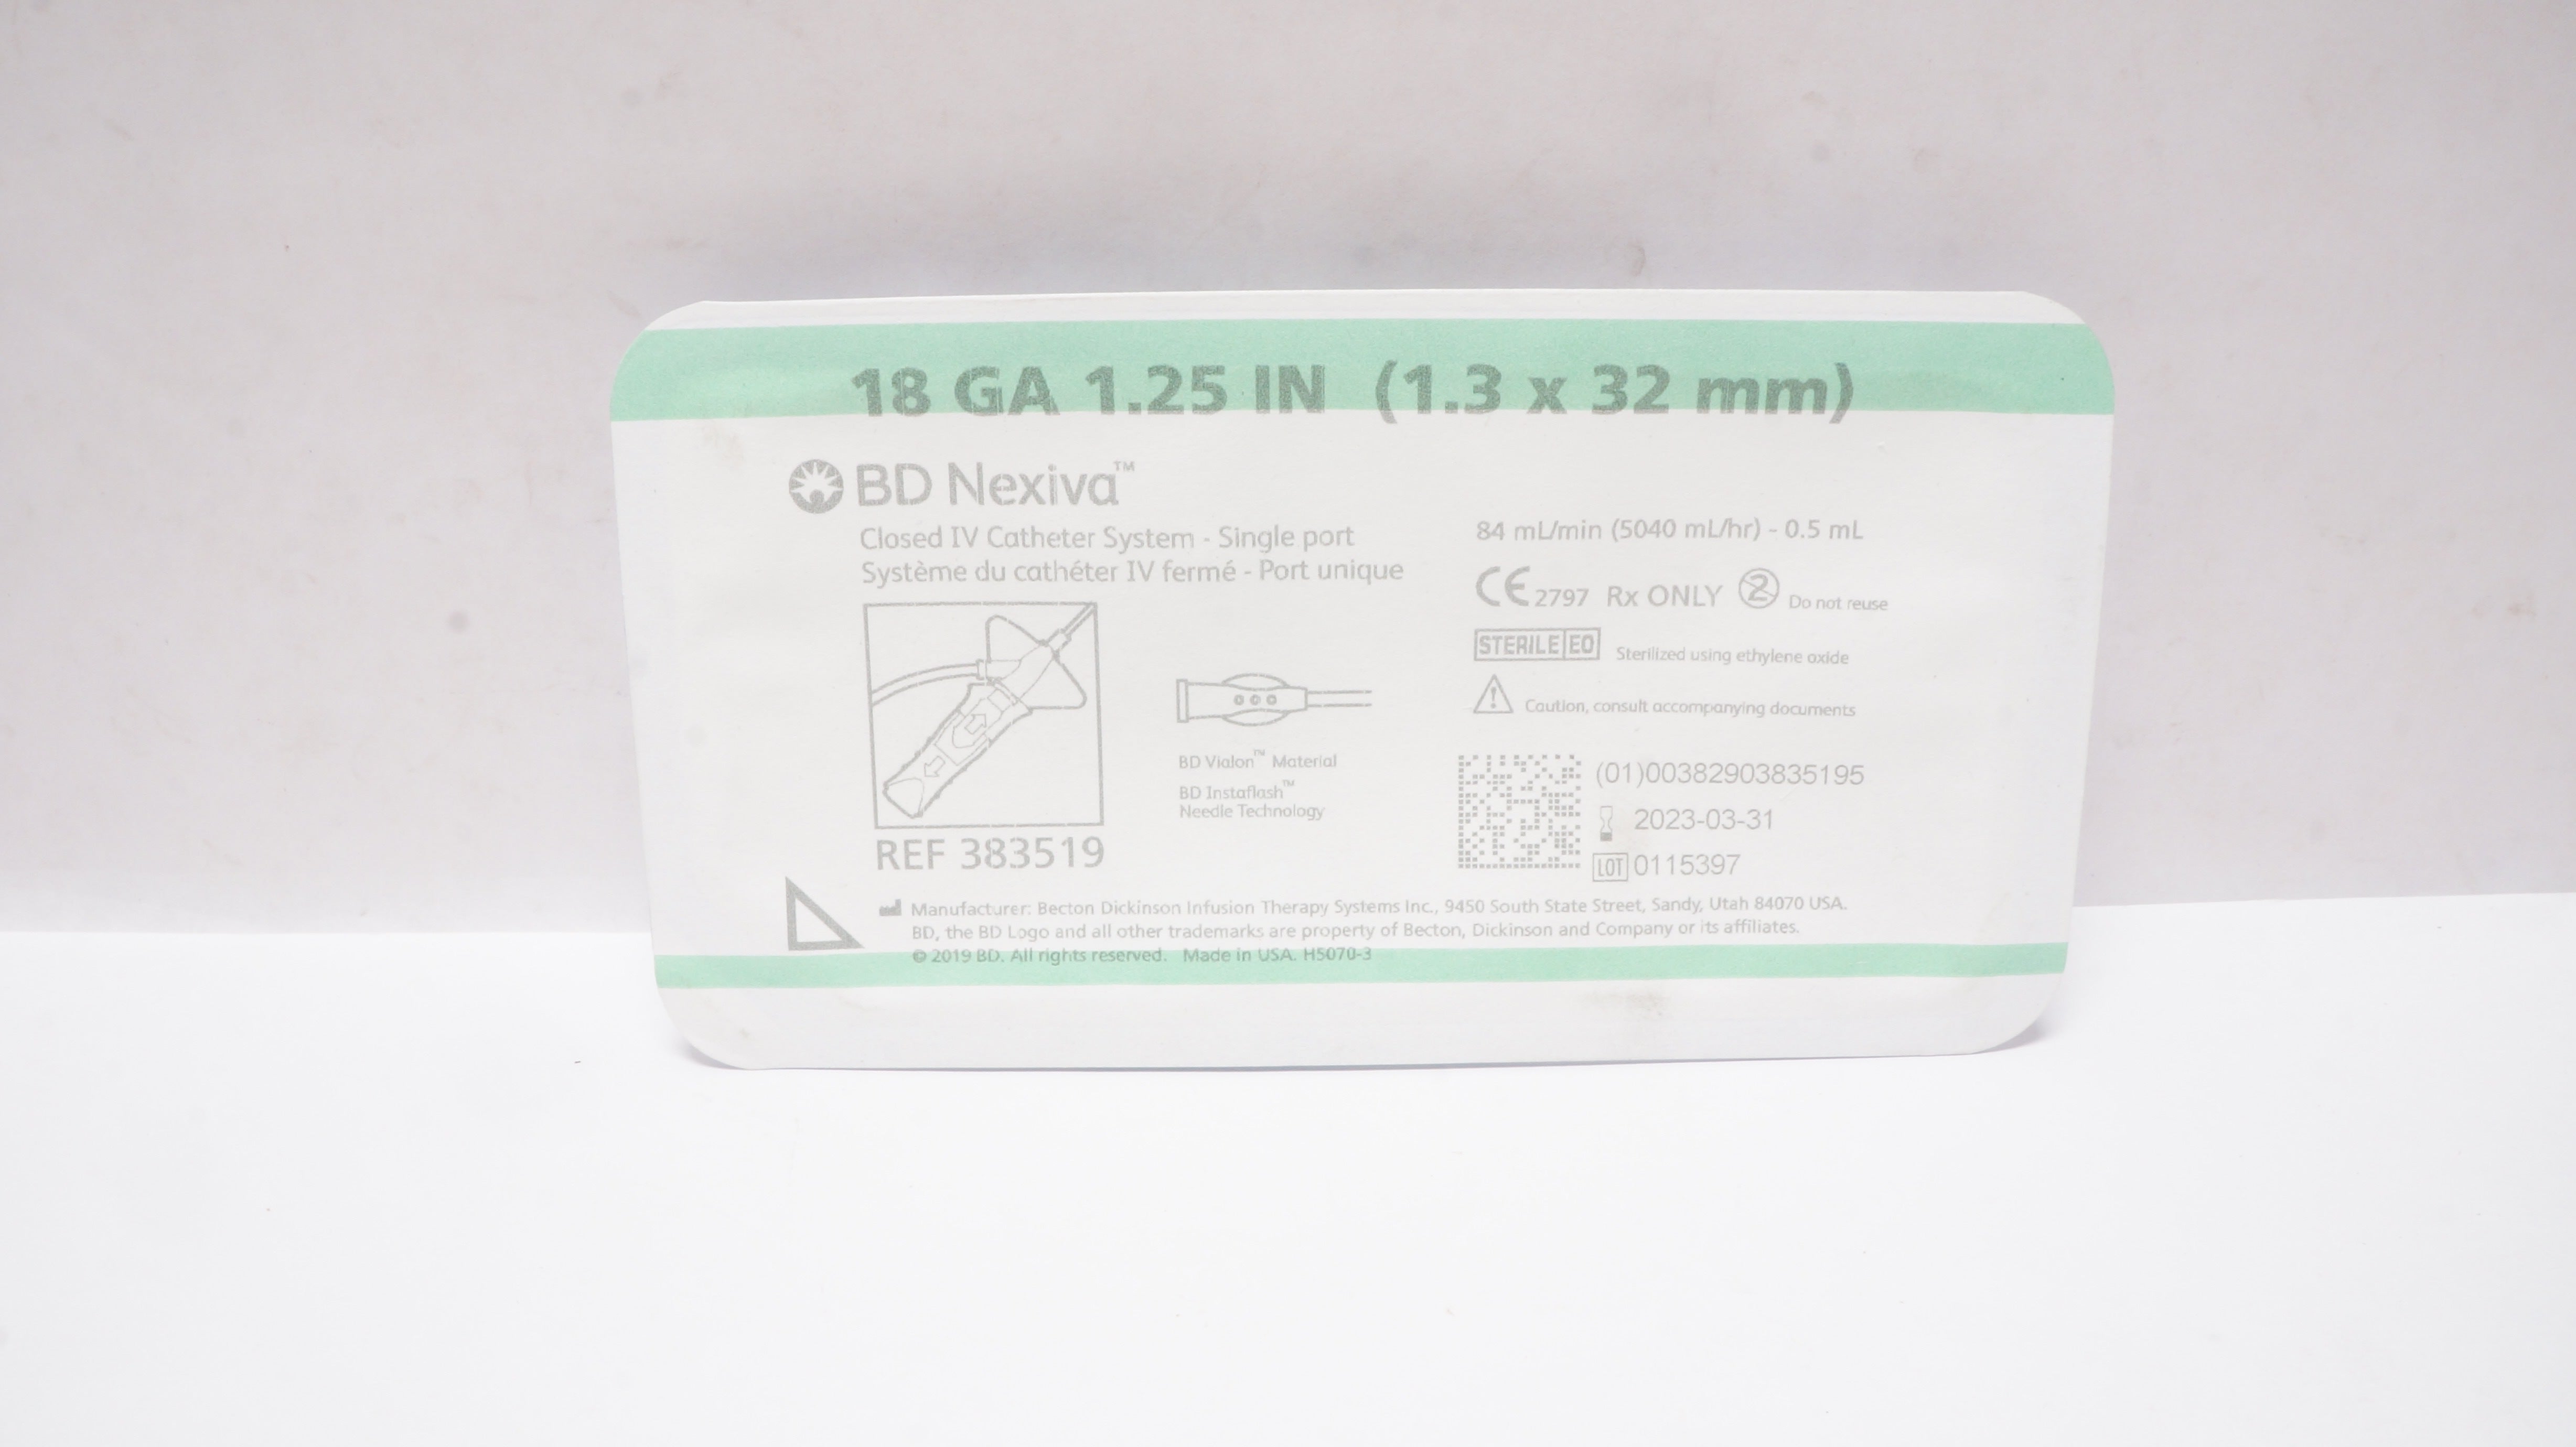 18 GA 1.25 IN (1.3 x 32 mm)
BD Nexiva™
Closed IV Catheter System - Single port
Système du cathéter IV fermé - Port unique
84 mL/min (5040 mL/hr) - 0.5 mL
CE 2797 Rx ONLY 2 Do not reuse
STERILE EO Sterilized using ethylene oxide
! Caution, consult accompanying documents
BD Vialon™ Material
BD Instaflash™
Needle Technology
(01)00382903835195
2023-03-31
LOT 0115397
REF 383519
Manufacturer: Becton Dickinson Infusion Therapy Systems Inc., 9450 South State Street, Sandy, Utah 84070 USA.
BD, the BD Logo and all other trademarks are property of Becton, Dickinson and Company or its affiliates.
© 2019 BD. All rights reserved. Made in USA. H5070-3